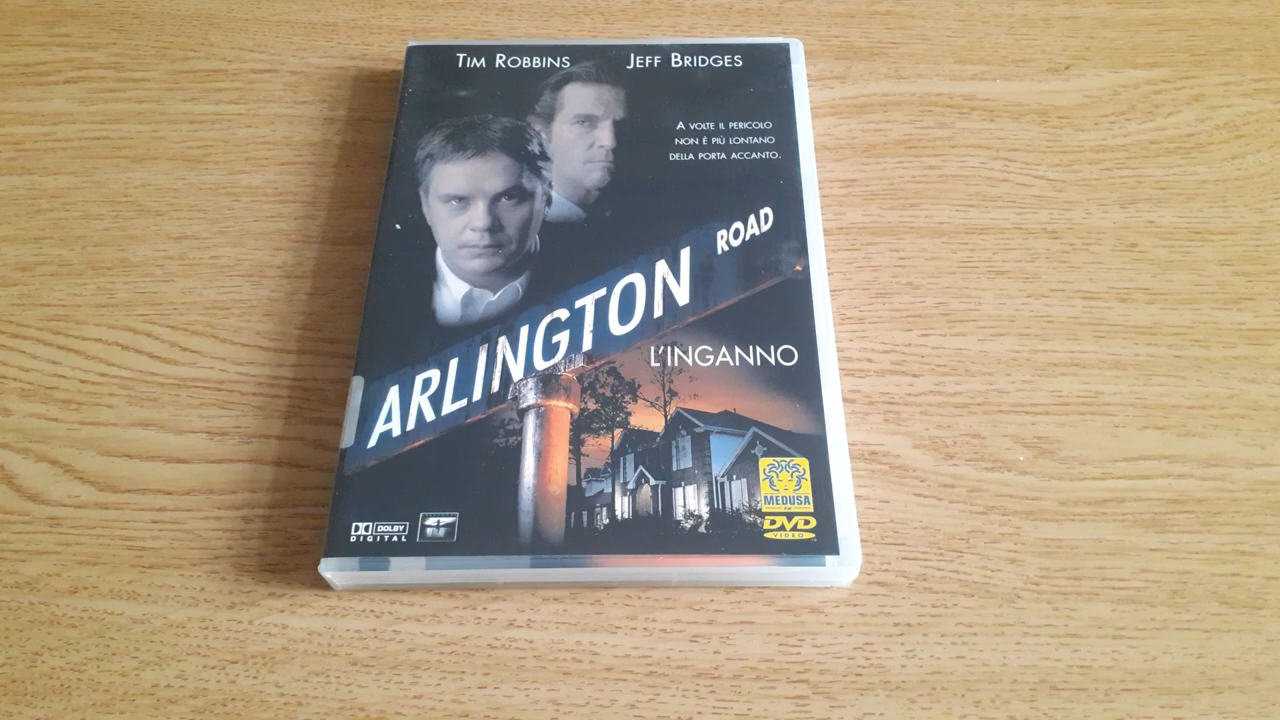 TIM ROBBINS JEFF BRIDGES
A VOLTE IL PERICOLO
NON È PIÙ LONTANO
DELLA PORTA ACCANTO.
ARLINGTON ROAD
L'INGANNO
DOLBY
DIGITAL
MEDUSA
DVD
VIDEO